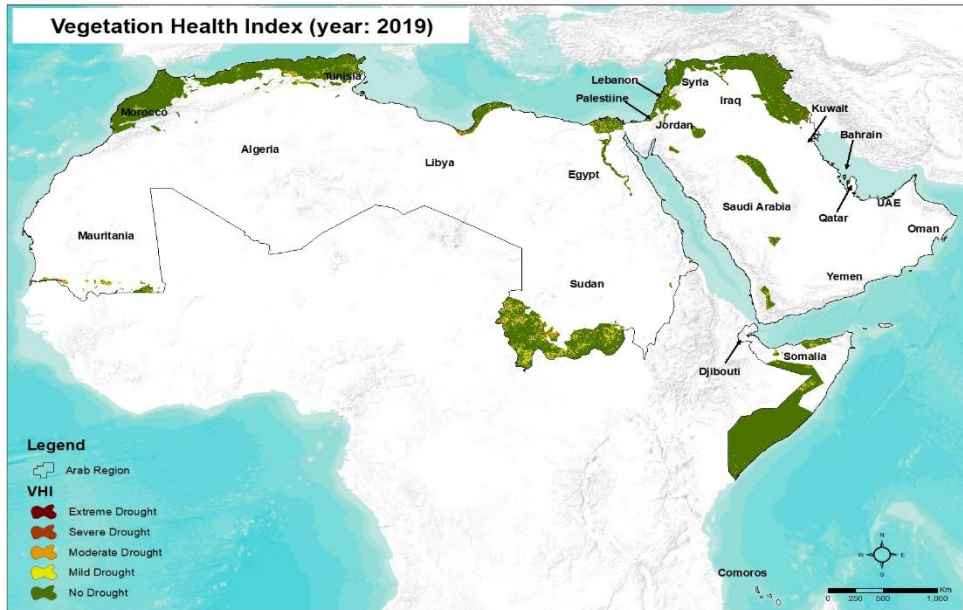 Vegetation Health Index (year: 2019)
Tunisia
Morocco
Algeria
Libya
Egypt
Mauritania
Sudan
Lebanon
Syria
Palestiine
Iraq
Jordan
Kuwait
Bahrain
Saudi Arabia
Qatar
UAE
Oman
Yemen
Djibouti
Somalia
Comoros
Legend
Arab Region
VHI
Extreme Drought
Severe Drought
Moderate Drought
Mild Drought
No Drought
N
W E
S
Km
0 250 500 1,000